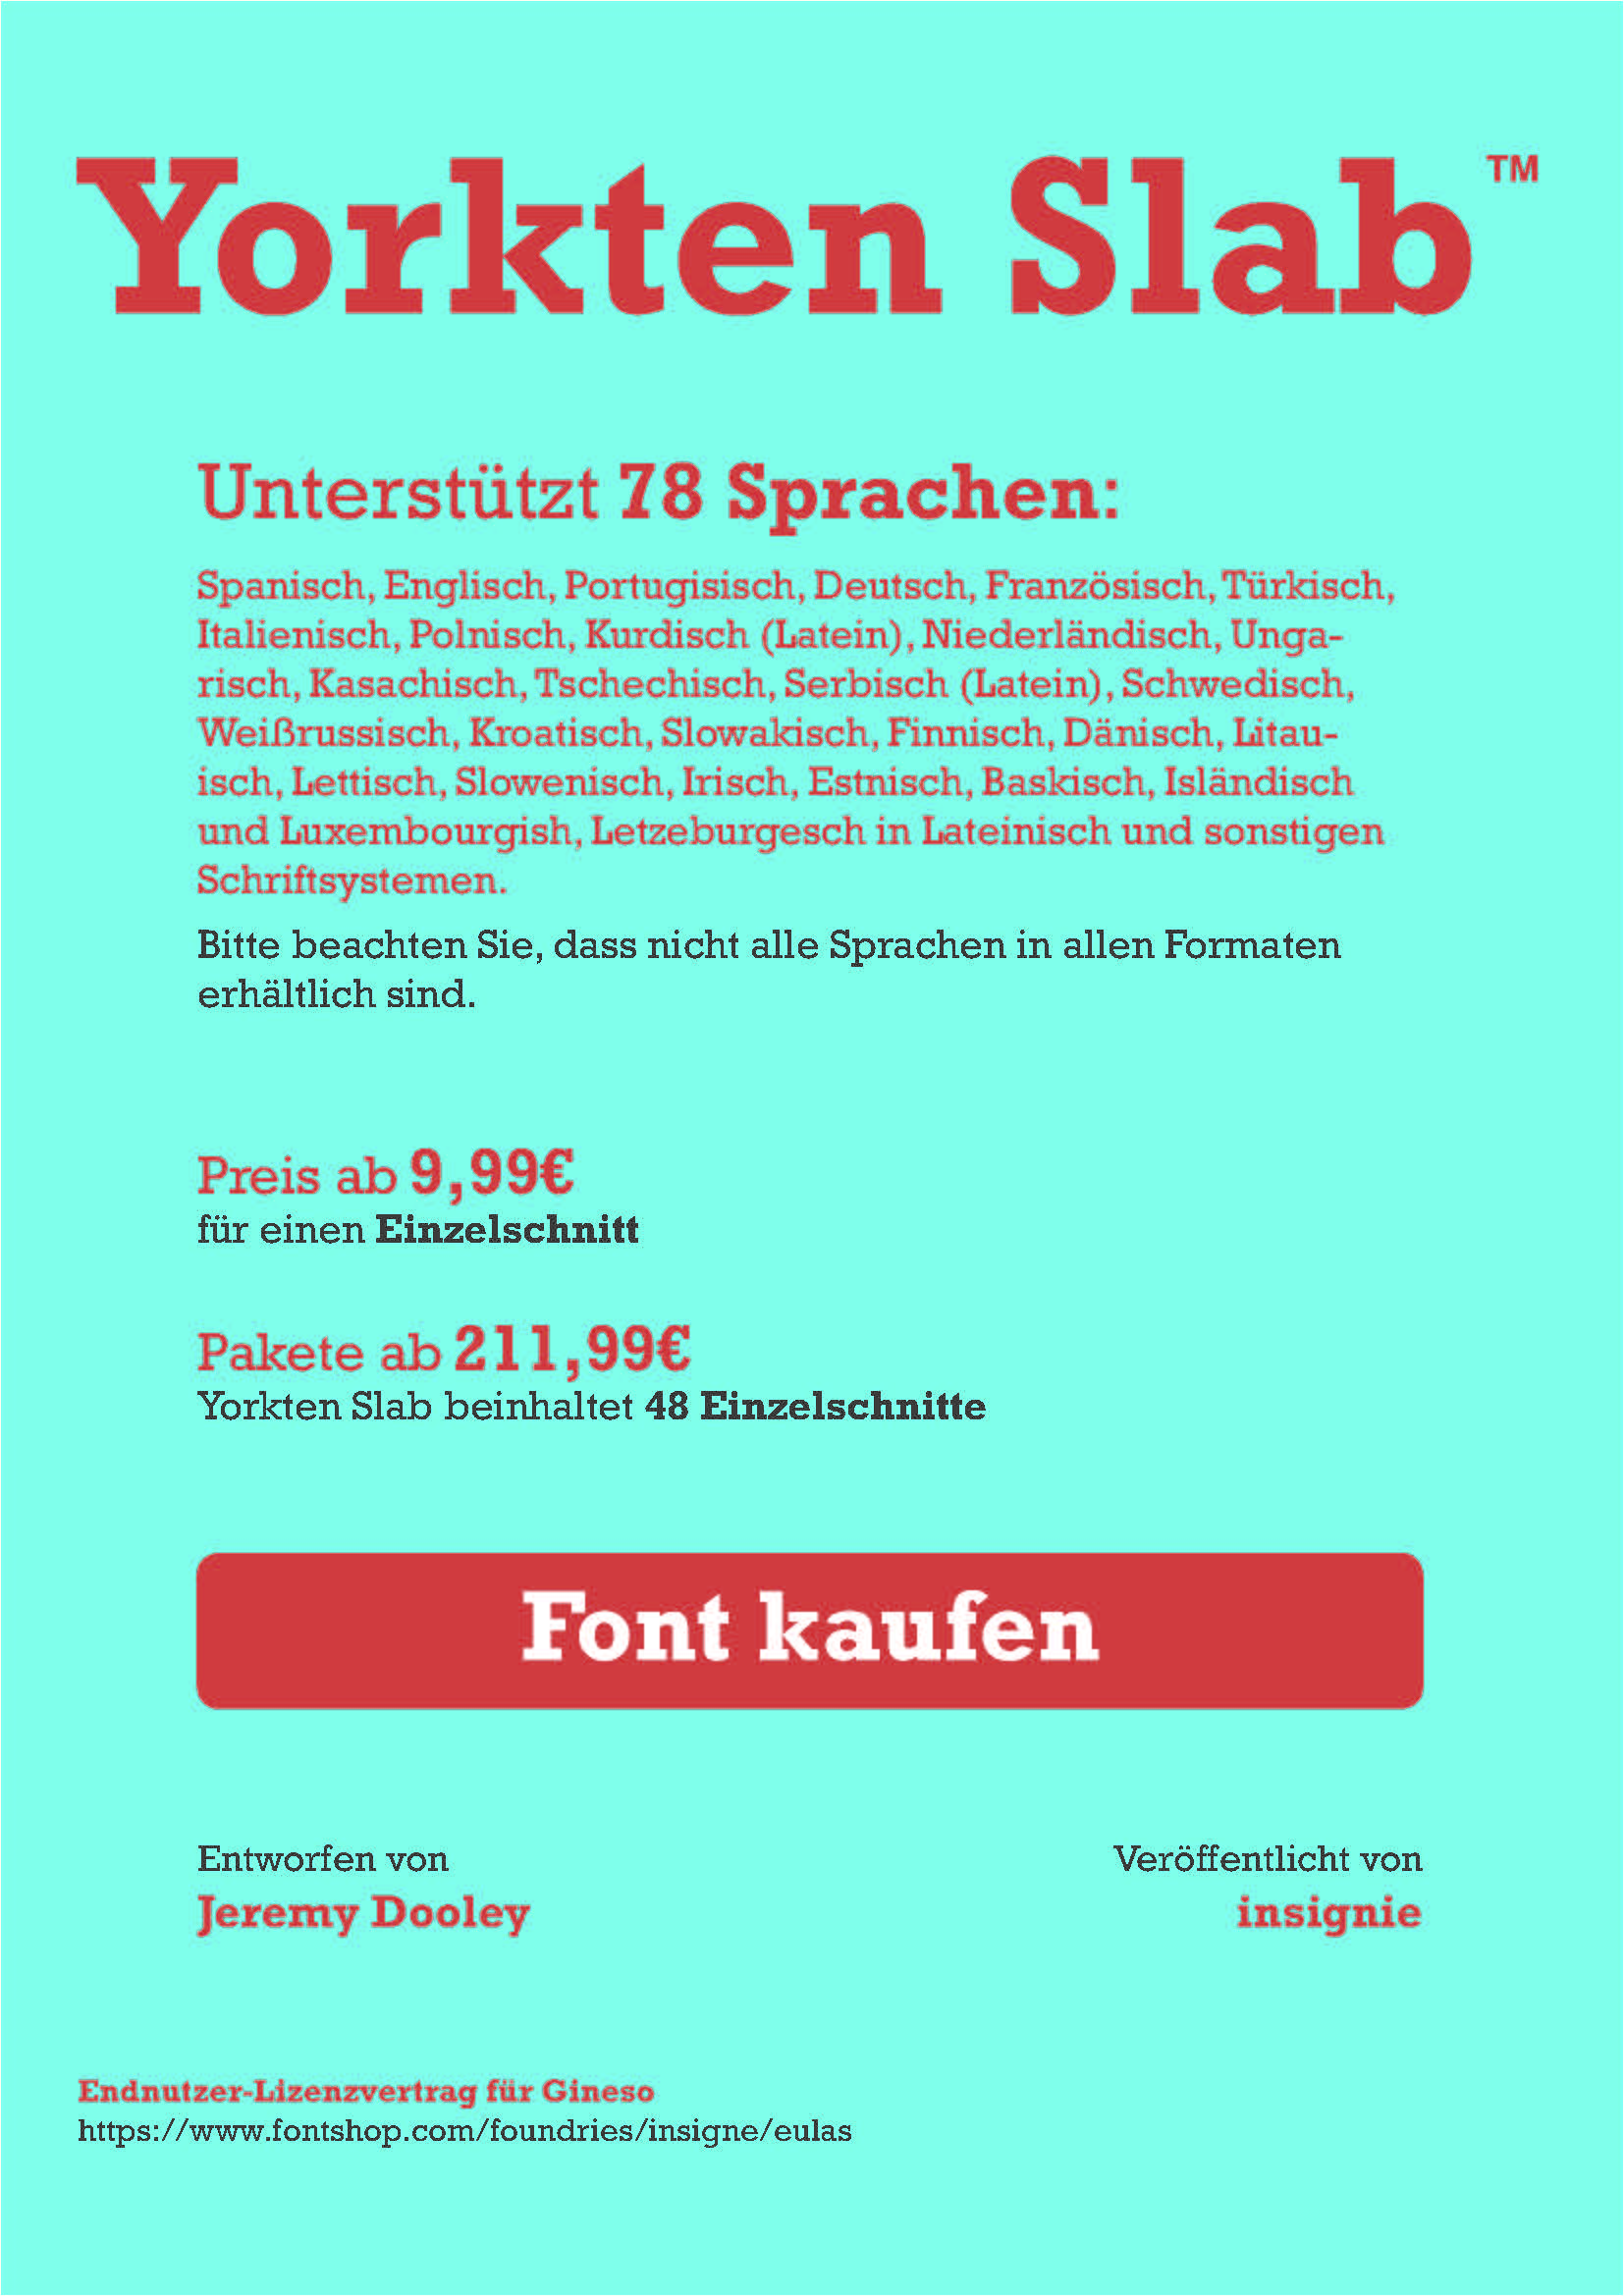 Yorkten Slab™
Unterstützt 78 Sprachen:
Spanisch, Englisch, Portugisisch, Deutsch, Französisch, Türkisch,
Italienisch, Polnisch, Kurdisch (Latein), Niederländisch, Unga-
risch, Kasachisch, Tschechisch, Serbisch (Latein), Schwedisch,
Weißrussisch, Kroatisch, Slowakisch, Finnisch, Dänisch, Litau-
isch, Lettisch, Slowenisch, Irisch, Estnisch, Baskisch, Isländisch
und Luxembourgish, Letzeburgesch in Lateinisch und sonstigen
Schriftsystemen.
Bitte beachten Sie, dass nicht alle Sprachen in allen Formaten
erhältlich sind.
Preis ab 9,99€
für einen Einzelschnitt
Pakete ab 211,99€
Yorkten Slab beinhaltet 48 Einzelschnitte
Font kaufen
Entworfen von
Jeremy Dooley
Veröffentlicht von
insignie
Endnutzer-Lizenzvertrag für Gineso
https://www.fontshop.com/foundries/insigne/eulas